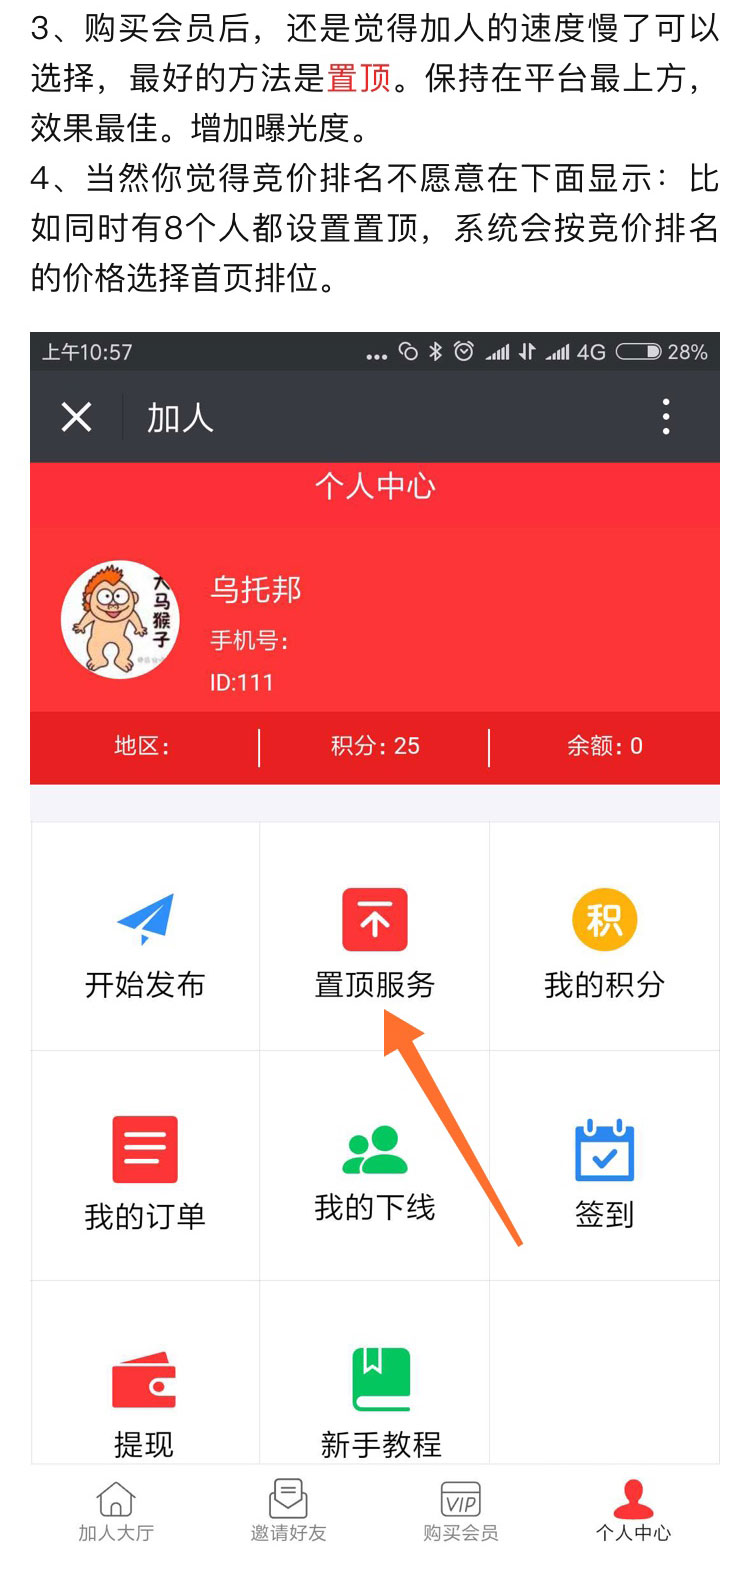 3、购买会员后，还是觉得加人的速度慢了可以
选择，最好的方法是置顶。保持在平台最上方，
效果最佳。增加曝光度。
4、当然你觉得竞价排名不愿意在下面显示：比
如同时有8个人都设置置顶，系统会按竞价排名
的价格选择首页排位。
上午10:57 ... 4G 28%
加人
个人中心
大马猴子
乌托邦
手机号:
ID:111
地区: 积分: 25 余额: 0
积
开始发布 置顶服务 我的积分
我的订单 我的下线 签到
提现 新手教程
VIP
加人大厅 邀请好友 购买会员 个人中心